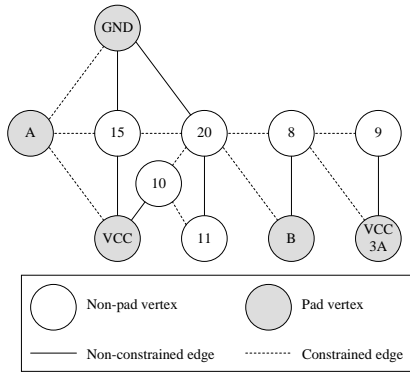 GND
A
15
20
8
9
10
VCC
11
B
VCC
3A
Non-pad vertex
Pad vertex
Non-constrained edge
Constrained edge